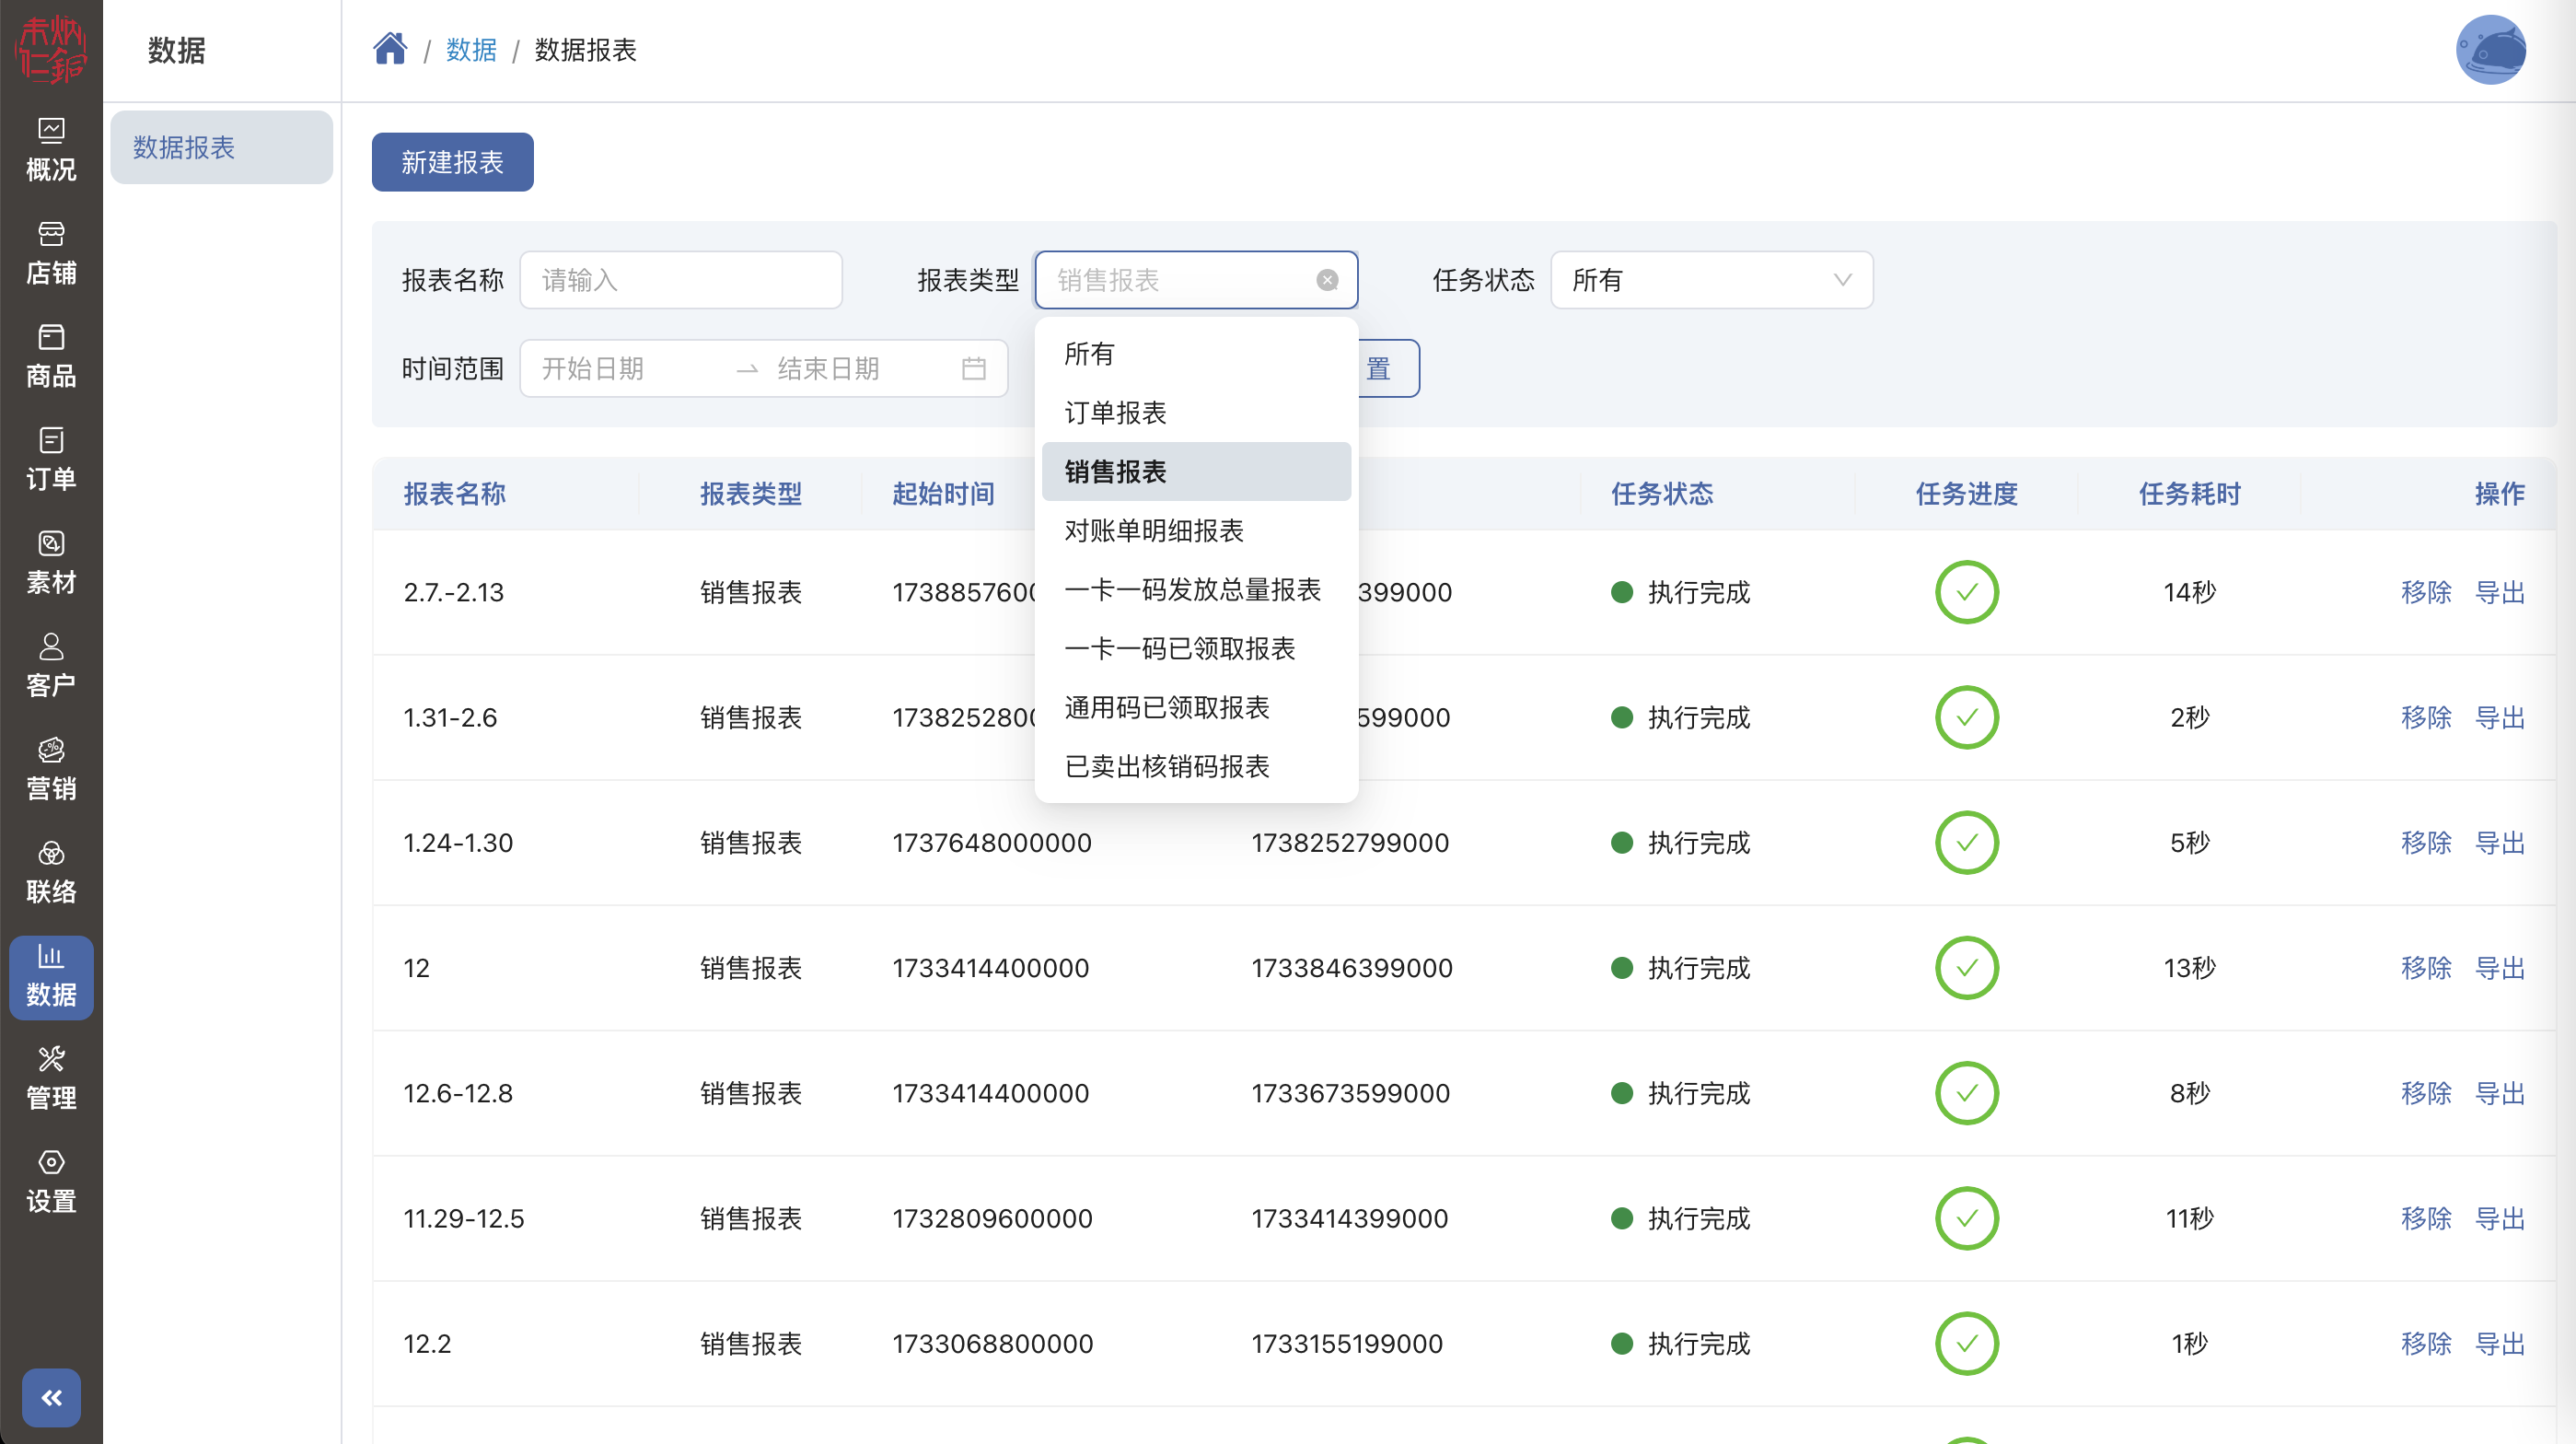 数据
/ 数据 / 数据报表
概况
店铺
商品
订单
素材
客户
营销
联络
数据
管理
设置
数据报表
新建报表
报表名称 请输入 报表类型 销售报表 任务状态 所有
时间范围 开始日期 结束日期 置
所有
订单报表
销售报表
对账单明细报表
一卡一码发放总量报表
一卡一码已领取报表
通用码已领取报表
已卖出核销码报表
报表名称 报表类型 起始时间 任务状态 任务进度 任务耗时 操作
2.7.-2.13 销售报表 173885760 399000 执行完成 14秒 移除 导出
1.31-2.6 销售报表 173825280 599000 执行完成 2秒 移除 导出
1.24-1.30 销售报表 1737648000000 1738252799000 执行完成 5秒 移除 导出
12 销售报表 1733414400000 1733846399000 执行完成 13秒 移除 导出
12.6-12.8 销售报表 1733414400000 1733673599000 执行完成 8秒 移除 导出
11.29-12.5 销售报表 1732809600000 1733414399000 执行完成 11秒 移除 导出
12.2 销售报表 1733068800000 1733155199000 执行完成 1秒 移除 导出